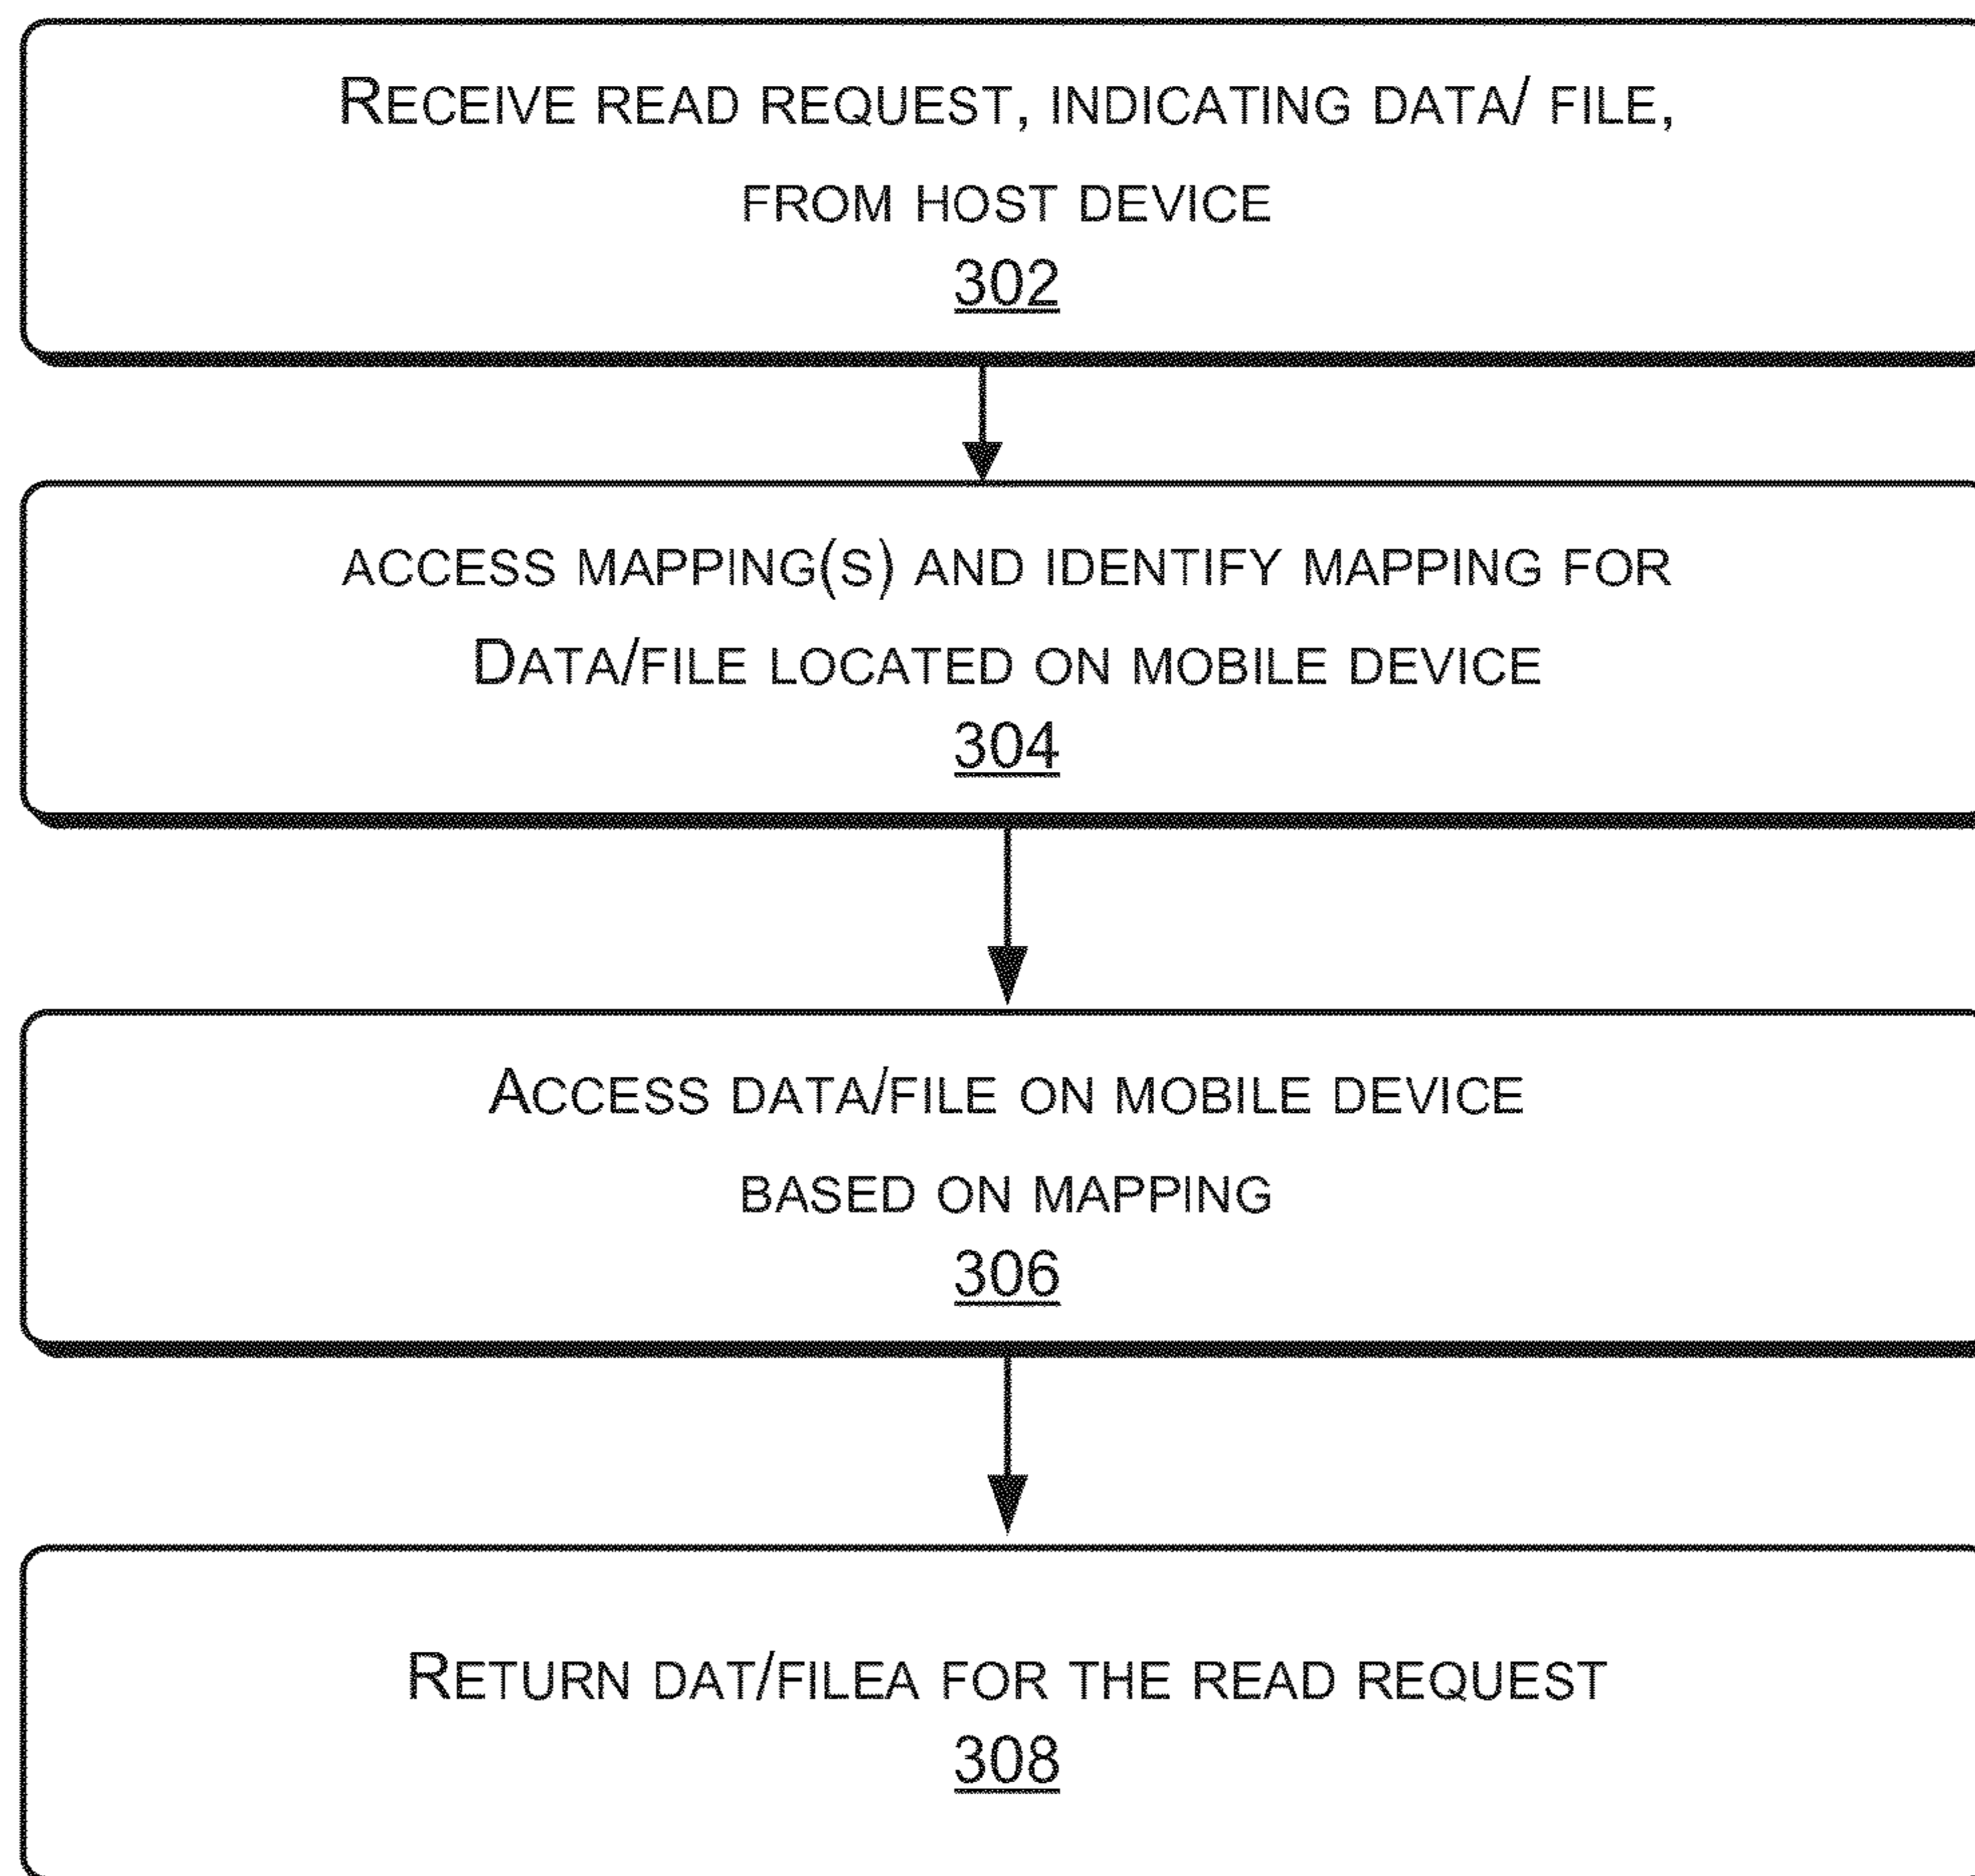 RECEIVE READ REQUEST, INDICATING DATA/ FILE,
FROM HOST DEVICE
302
ACCESS MAPPING(S) AND IDENTIFY MAPPING FOR
DATA/FILE LOCATED ON MOBILE DEVICE
304
ACCESS DATA/FILE ON MOBILE DEVICE
BASED ON MAPPING
306
RETURN DAT/FILEA FOR THE READ REQUEST
308